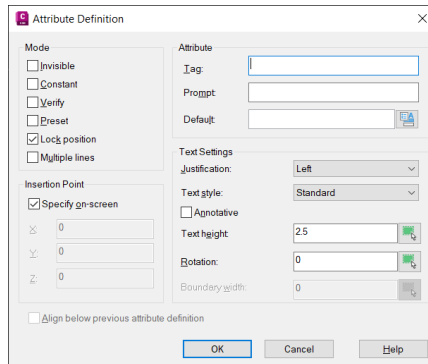 Attribute Definition
Mode
Invisible
Constant
Verify
Preset
Lock position
Multiple lines
Insertion Point
Specify on-screen
X: 0
Y: 0
Z: 0
Attribute
Tag:
Prompt:
Default:
Text Settings
Justification: Left
Text style: Standard
Annotative
Text height: 2.5
Rotation: 0
Boundary width: 0
Align below previous attribute definition
OK Cancel Help